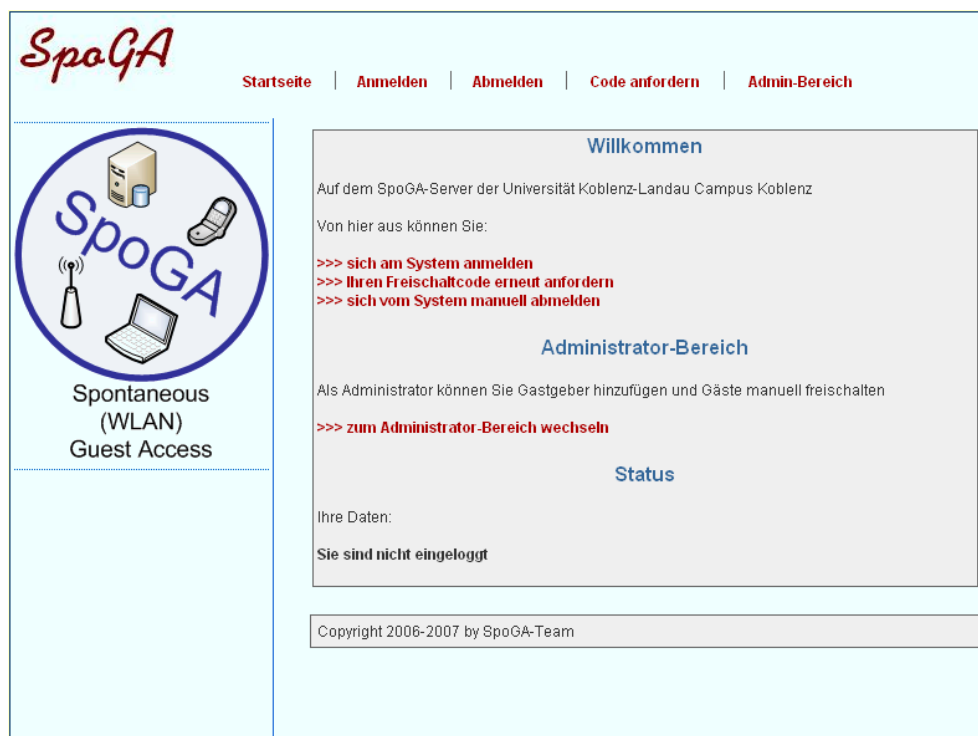 SpoGA
Startseite | Anmelden | Abmelden | Code anfordern | Admin-Bereich
SpoGA
Spontaneous
(WLAN)
Guest Access
Willkommen
Auf dem SpoGA-Server der Universität Koblenz-Landau Campus Koblenz
Von hier aus können Sie:
>>> sich am System anmelden
>>> Ihren Freischaltcode erneut anfordern
>>> sich vom System manuell abmelden
Administrator-Bereich
Als Administrator können Sie Gastgeber hinzufügen und Gäste manuell freischalten
>>> zum Administrator-Bereich wechseln
Status
Ihre Daten:
Sie sind nicht eingeloggt
Copyright 2006-2007 by SpoGA-Team